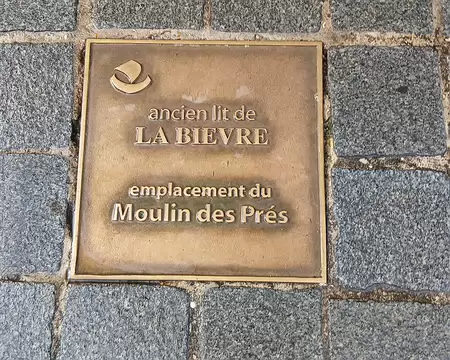 ancien lit de
LA BIEVRE
emplacement du
Moulin des Prés